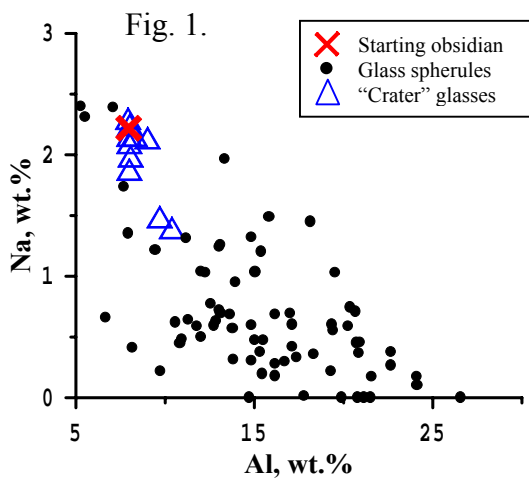 Fig. 1.
Starting obsidian
Glass spherules
“Crater” glasses
3
2
1
0
Na, wt.%
5
15
25
Al, wt.%